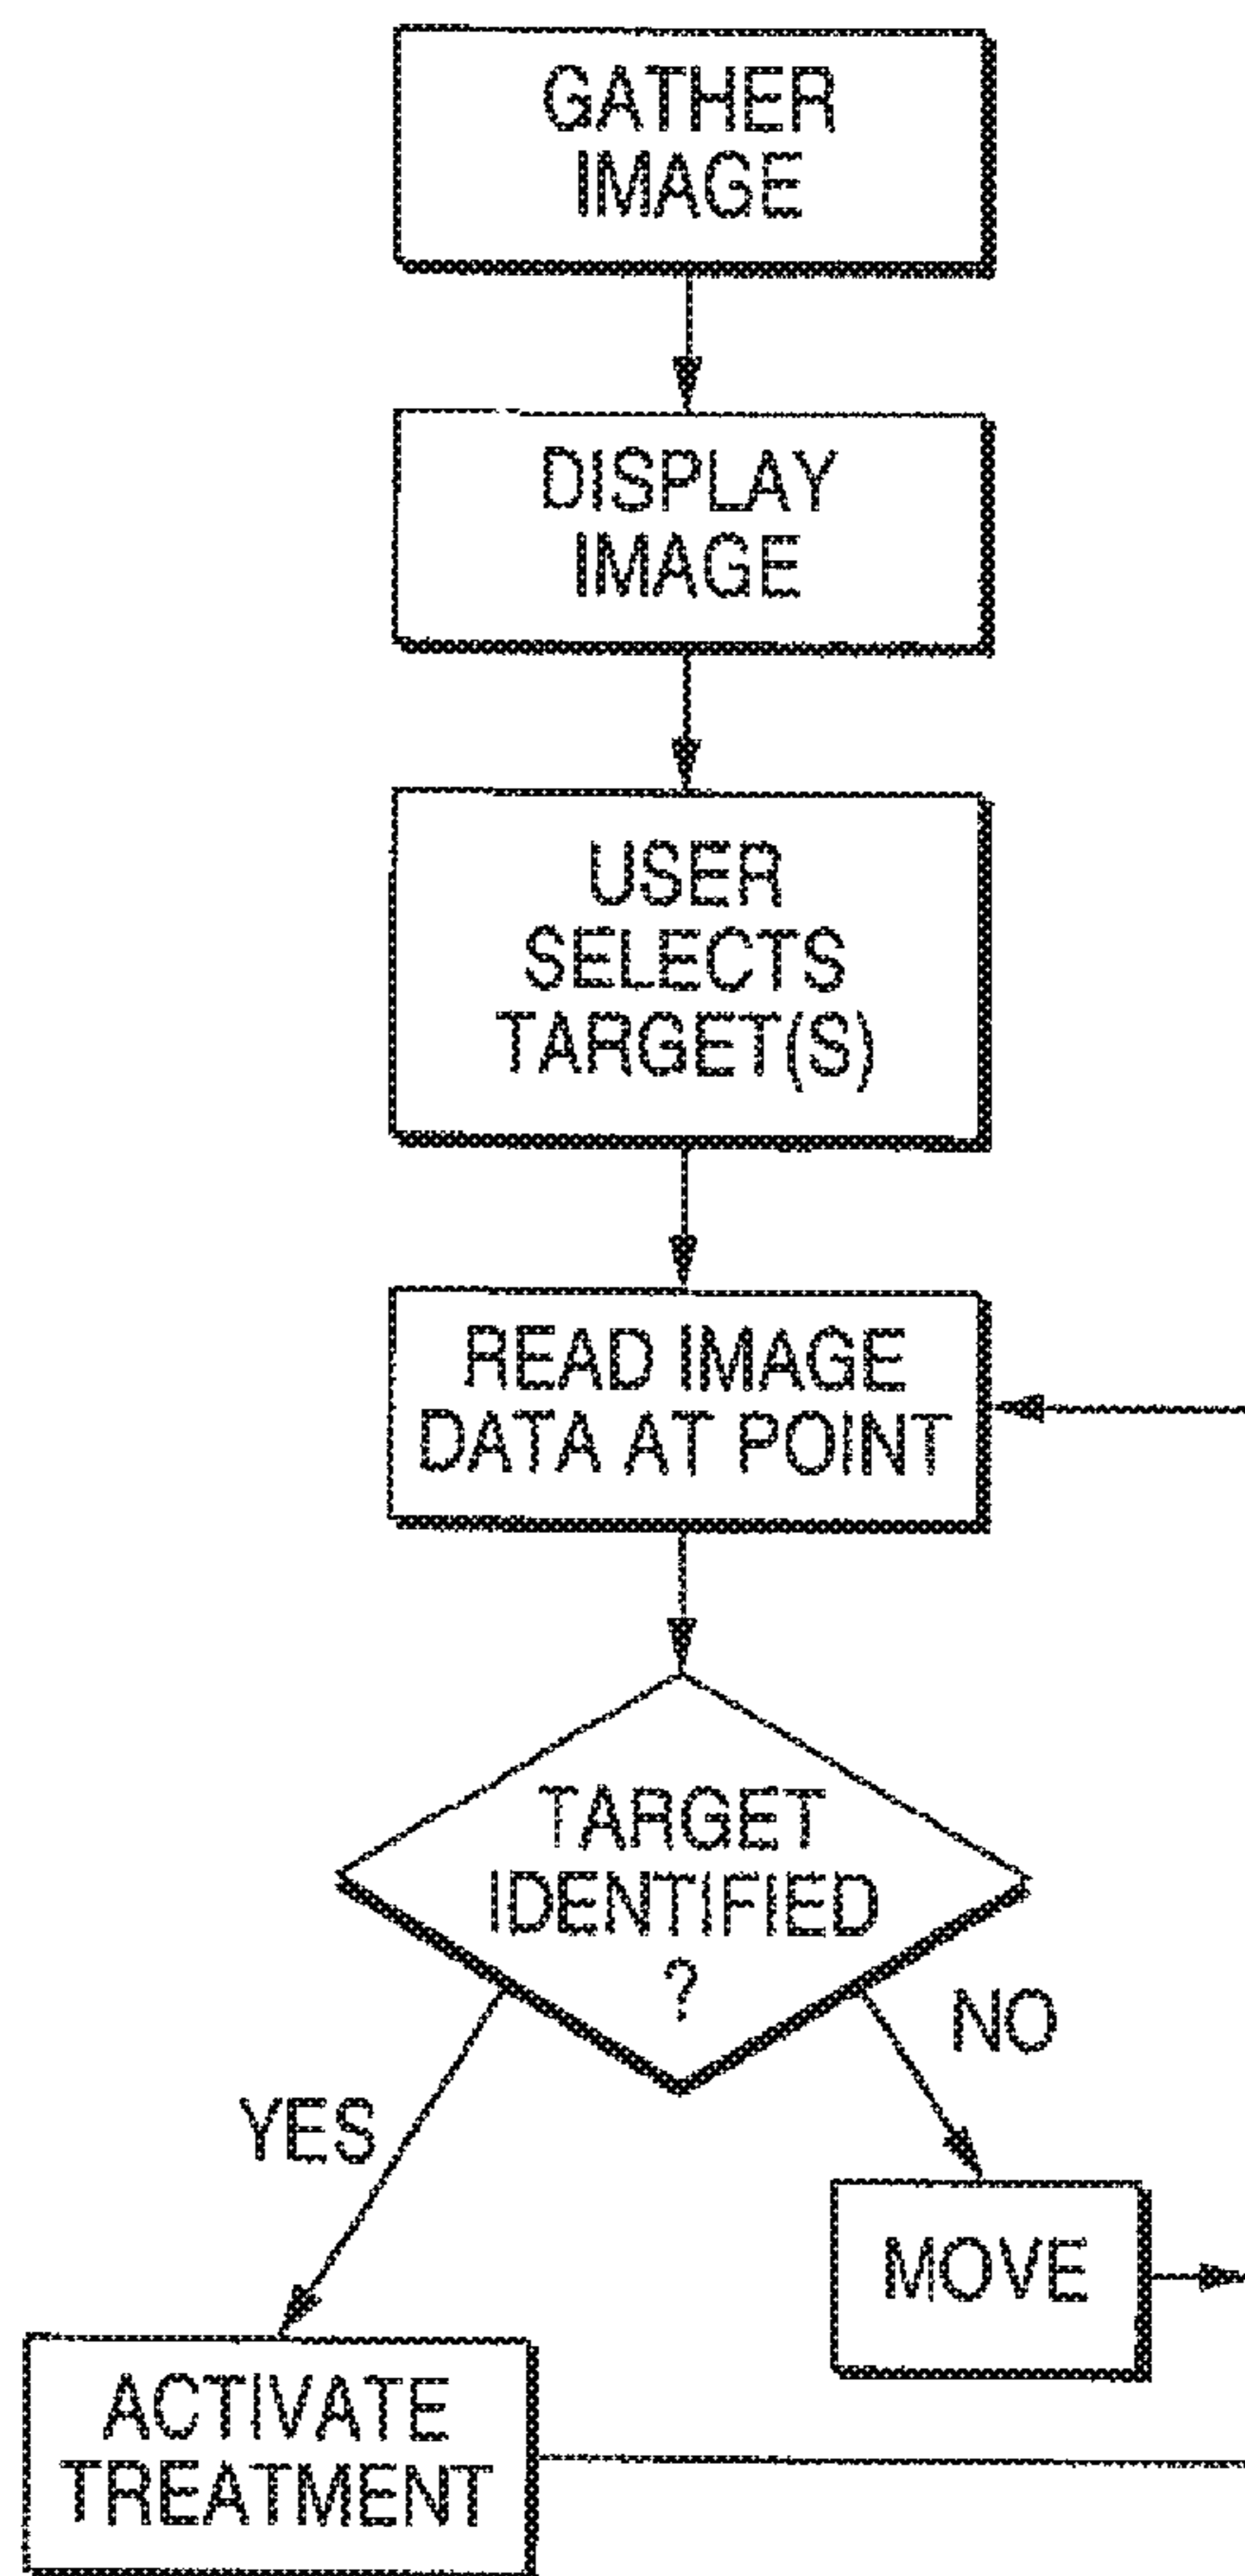 GATHER
IMAGE
DISPLAY
IMAGE
USER
SELECTS
TARGET(S)
READ IMAGE
DATA AT POINT
TARGET
IDENTIFIED
?
NO
YES
MOVE
ACTIVATE
TREATMENT